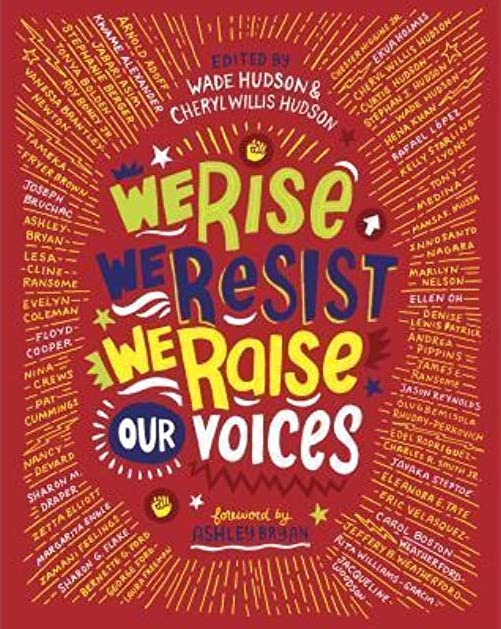 EDITED BY
WADE HUDSON &
CHERYL WILLIS HUDSON
WE RISE
WE RESIST
WE RAISE
OUR VOICES
foreword by
ASHLEY BRYAN
ARNOLD ADOFF
KWAME ALEXANDER
JABARI ASIM
STEPHANIE BERGER
TONYA BOLDEN
ROY BONEY JR.
VANESSA BRANTLEY
NEWTON
TAMEKA
FRYER BROWN
JOSEPH
BRUCHAC
ASHLEY
BRYAN
LESA
CLINE
RANSOME
EVELYN
COLEMAN
FLOYD
COOPER
NINA
CREWS
PAT
CUMMINGS
NANCY
DEVARD
SHARON M.
DRAPER
ZETTA ELLIOTT
MARGARITA ENGLE
ZAMANI FEELINGS
SHARON G. FLAKE
BERNETTE G. FORD
GEORGE FORD
LAURA FREEMAN
CHESTER HIGGINS JR.
EKUA HOLMES
CHERYL WILLIS HUDSON
CURTIS HUDSON
STEPHAN J. HUDSON
WADE HUDSON
HENA KHAN
RAFAEL LÓPEZ
KELLY STARLING
LYONS
TONY
MEDINA
MANSA K. MUSSA
INNOSANTO
NAGARA
MARILYN
NELSON
ELLEN OH
DENISE
LEWIS PATRICK
ANDREA
PIPPINS
JAMES E.
RANSOME
JASON REYNOLDS
OLUGBEMISOLA
RHUDAY-PERKOVICH
EDEL RODRIGUEZ
CHARLES R. SMITH JR
JAVAKA STEPTOE
ELEANORA E. TATE
ERIC VELASQUEZ
CAROL BOSTON
WEATHERFORD
JEFFERY B. WEATHERFORD
RITA WILLIAMS-GARCIA
JACQUELINE
WOODSON